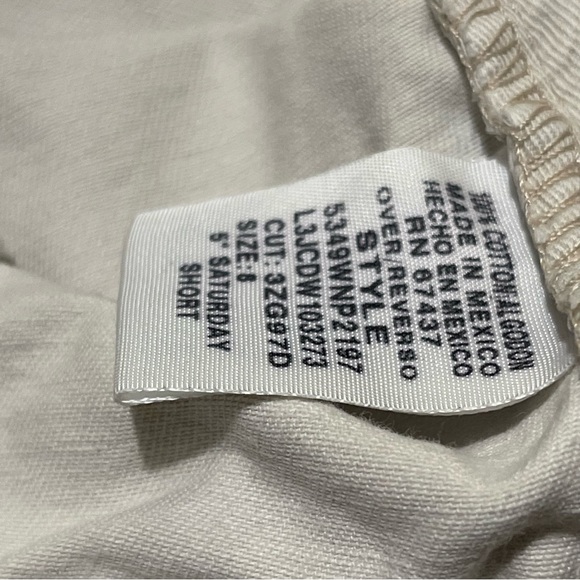 100% COTTON/ALGODON
MADE IN MEXICO
HECHO EN MEXICO
RN 67437
OVER/REVERSO
STYLE
5349WNP2197
L3JCDW103273
CUT: 3ZG97D
SIZE: 8
5" SATURDAY
SHORT